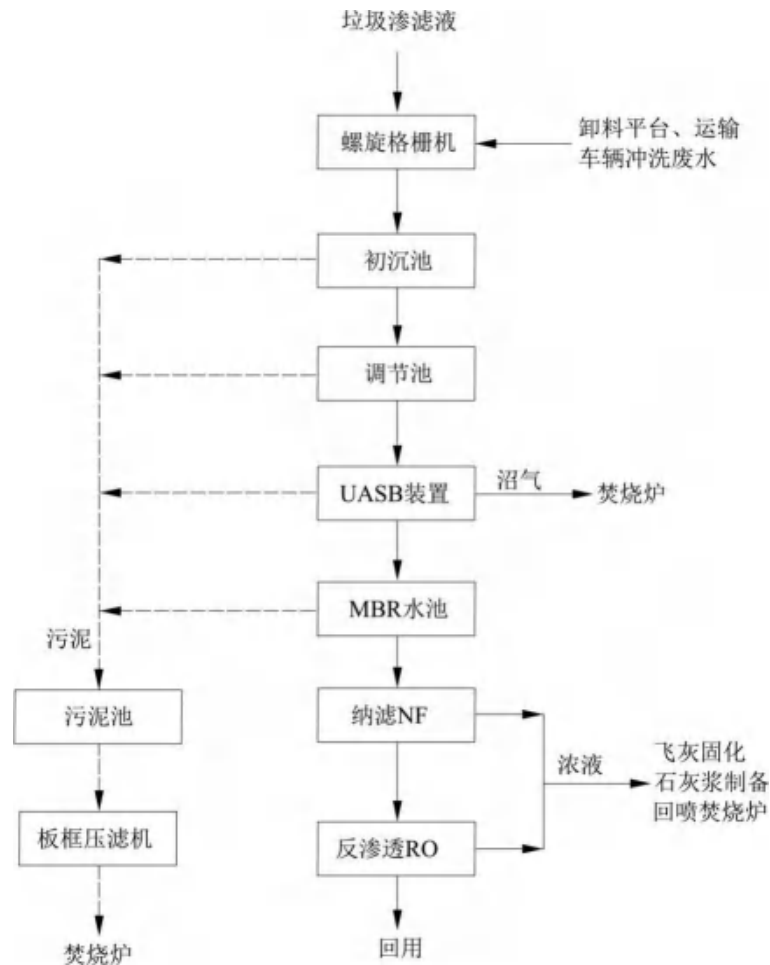 垃圾渗滤液
螺旋格栅机
卸料平台、运输
车辆冲洗废水
初沉池
调节池
UASB装置
沼气
焚烧炉
MBR水池
污泥
污泥池
纳滤NF
浓液
飞灰固化
石灰浆制备
回喷焚烧炉
板框压滤机
反渗透RO
焚烧炉
回用